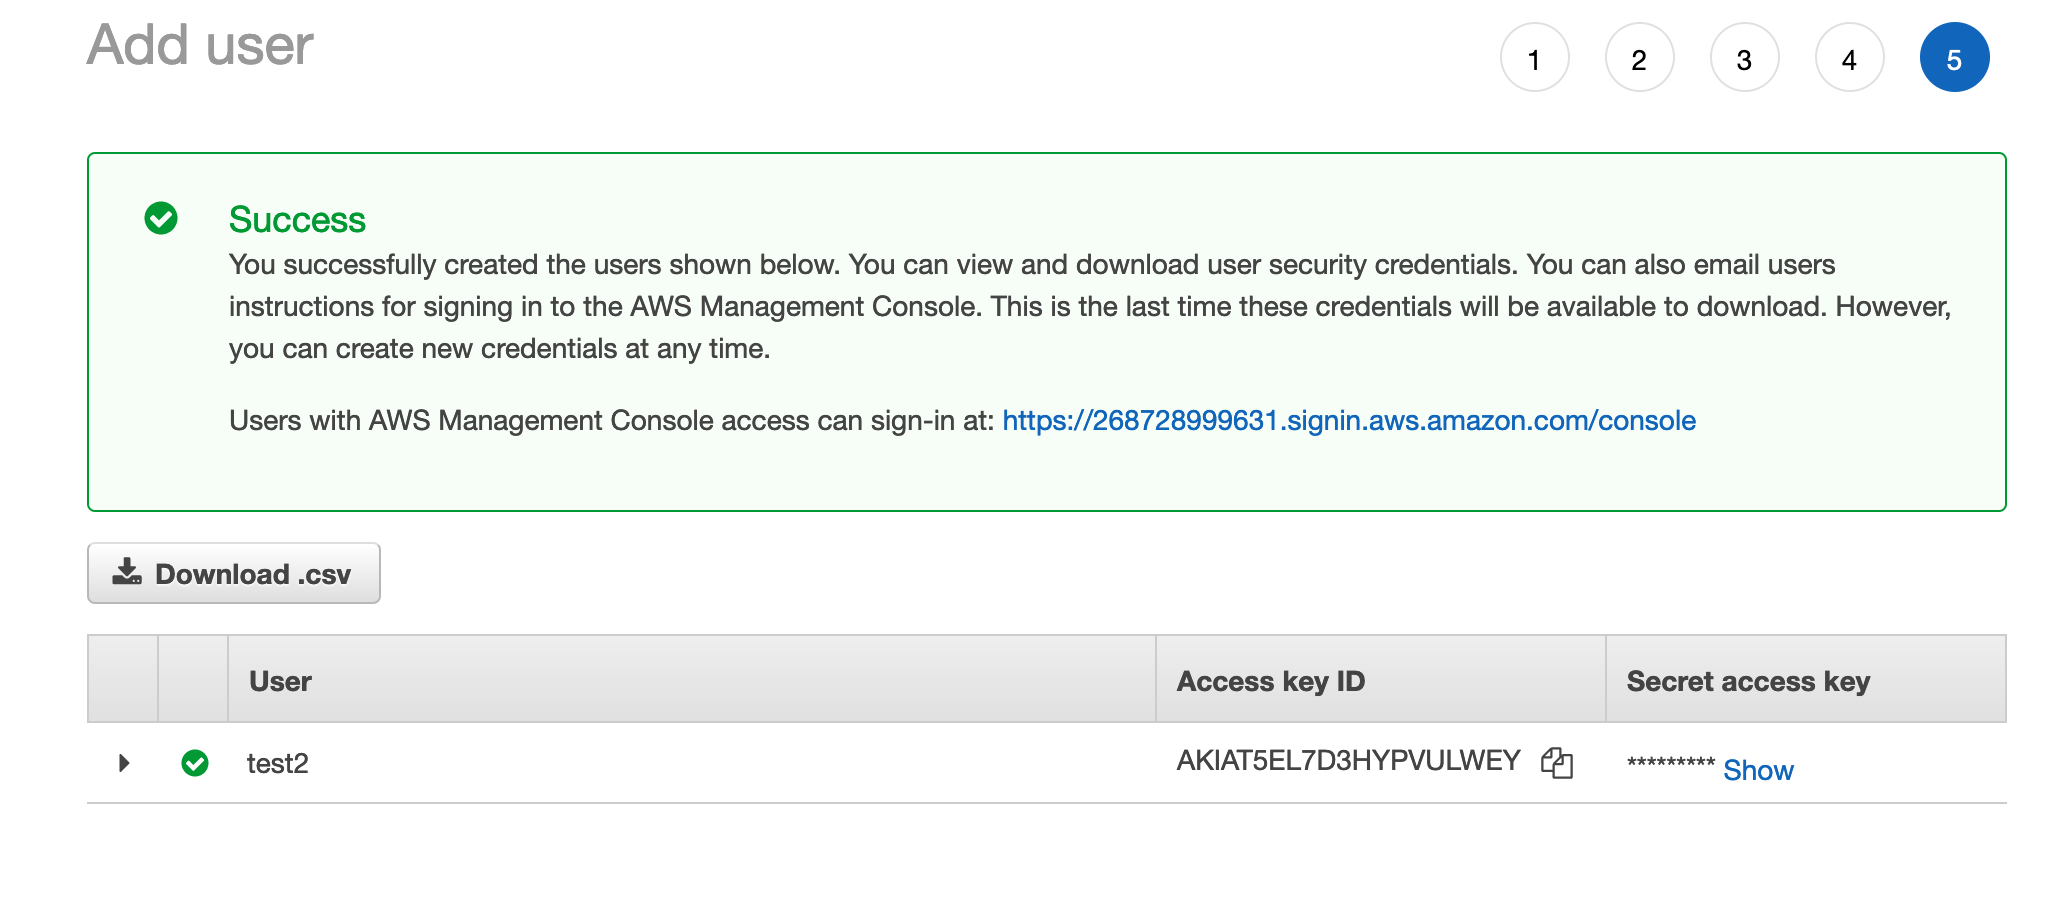 Add user
1 2 3 4 5
Success
You successfully created the users shown below. You can view and download user security credentials. You can also email users
instructions for signing in to the AWS Management Console. This is the last time these credentials will be available to download. However,
you can create new credentials at any time.
Users with AWS Management Console access can sign-in at: https://268728999631.signin.aws.amazon.com/console
Download .csv
User Access key ID Secret access key
test2 AKIAT5EL7D3HYPVULWEY ********* Show